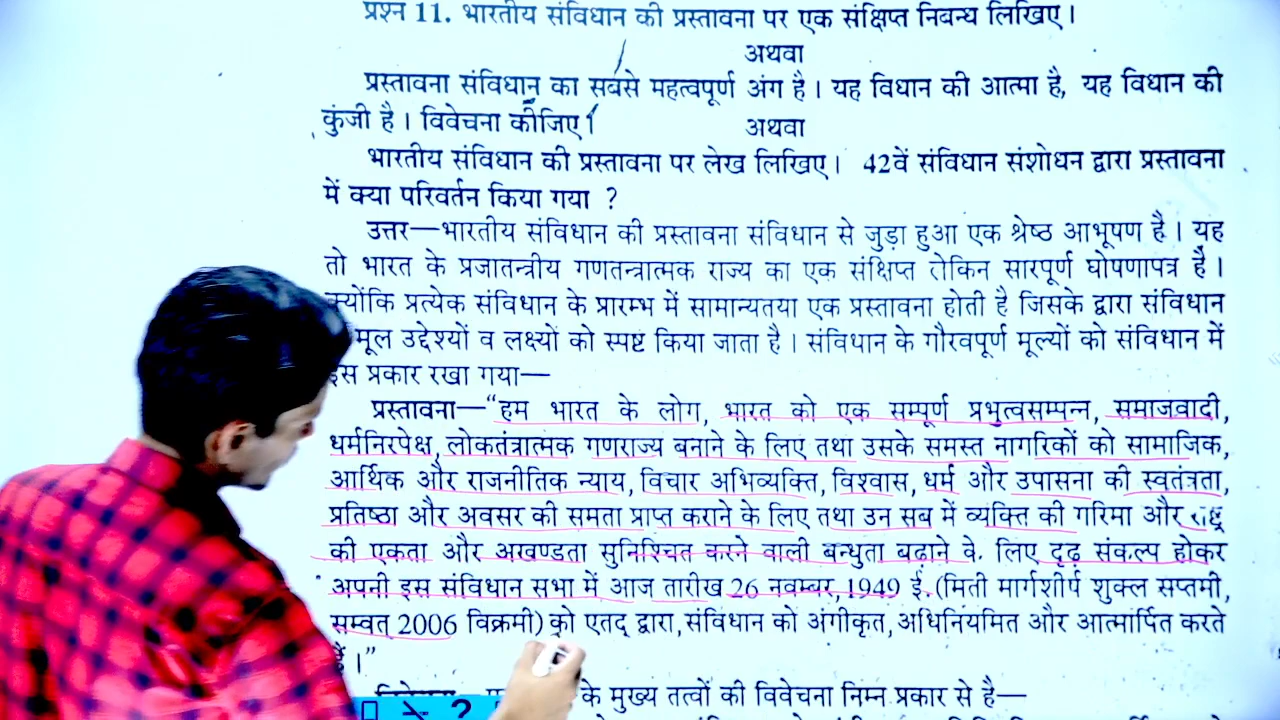 प्रश्न 11. भारतीय संविधान की प्रस्तावना पर एक संक्षिप्त निबन्ध लिखिए।
अथवा
प्रस्तावना संविधान का सबसे महत्वपूर्ण अंग है। यह विधान की आत्मा है, यह विधान की
कुंजी है। विवेचना कीजिए।
अथवा
भारतीय संविधान की प्रस्तावना पर लेख लिखिए। 42वें संविधान संशोधन द्वारा प्रस्तावना
में क्या परिवर्तन किया गया ?
उत्तर—भारतीय संविधान की प्रस्तावना संविधान से जुड़ा हुआ एक श्रेष्ठ आभूषण है। यह
तो भारत के प्रजातन्त्रीय गणतन्त्रात्मक राज्य का एक संक्षिप्त लेकिन सारपूर्ण घोषणापत्र है।
क्योंकि प्रत्येक संविधान के प्रारम्भ में सामान्यतया एक प्रस्तावना होती है जिसके द्वारा संविधान
मूल उद्देश्यों व लक्ष्यों को स्पष्ट किया जाता है। संविधान के गौरवपूर्ण मूल्यों को संविधान में
इस प्रकार रखा गया—
प्रस्तावना—“हम भारत के लोग, भारत को एक सम्पूर्ण प्रभुत्वसम्पन्न, समाजवादी,
धर्मनिरपेक्ष, लोकतंत्रात्मक गणराज्य बनाने के लिए तथा उसके समस्त नागरिकों को सामाजिक,
आर्थिक और राजनीतिक न्याय, विचार अभिव्यक्ति, विश्वास, धर्म और उपासना की स्वतंत्रता,
प्रतिष्ठा और अवसर की समता प्राप्त कराने के लिए तथा उन सब में व्यक्ति की गरिमा और राष्ट्र
की एकता और अखण्डता सुनिश्चित करने वाली बन्धुता बढ़ाने के लिए दृढ़ संकल्प होकर
अपनी इस संविधान सभा में आज तारीख 26 नवम्बर, 1949 ई. (मिती मार्गशीर्ष शुक्ल सप्तमी,
सम्वत् 2006 विक्रमी) को एतद् द्वारा, संविधान को अंगीकृत, अधिनियमित और आत्मार्पित करते
हैं।”
के मुख्य तत्वों की विवेचना निम्न प्रकार से है—